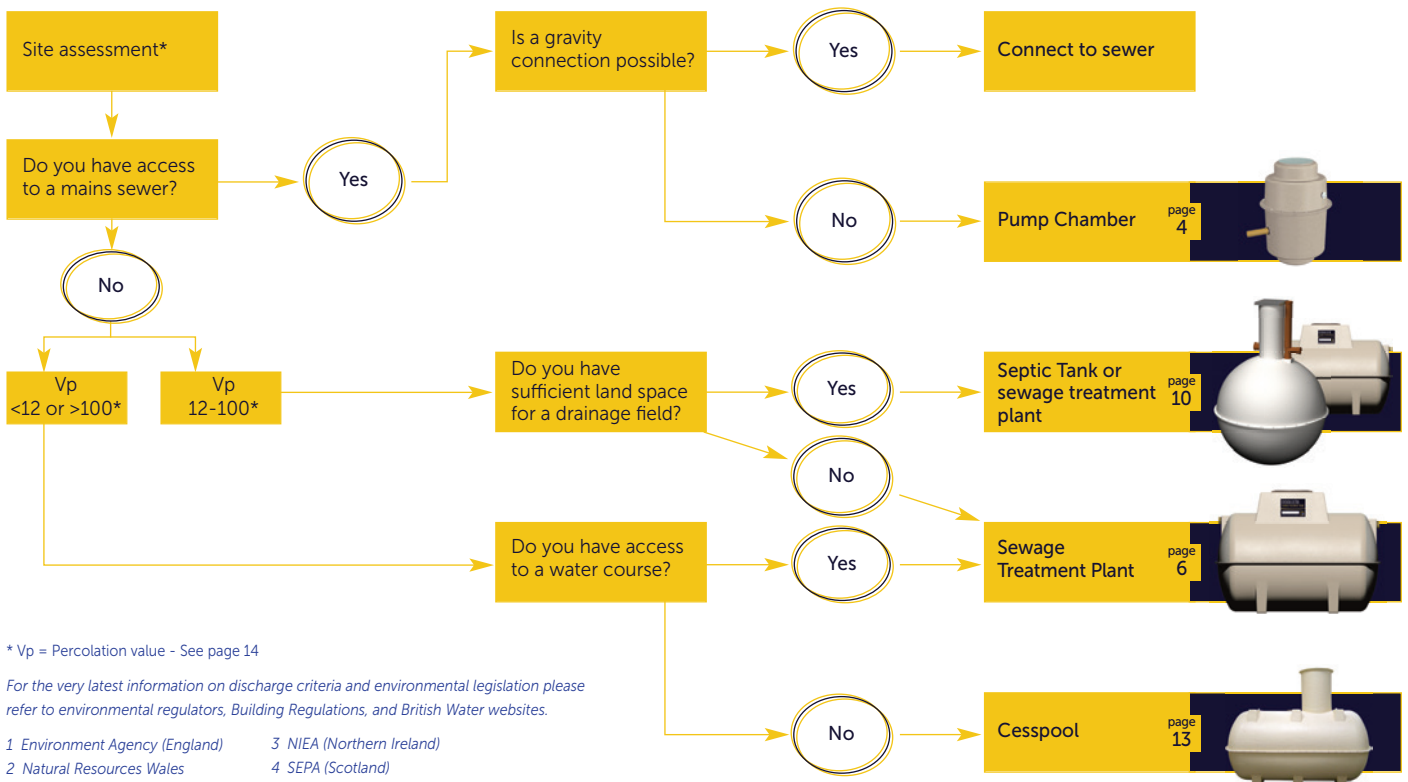 Site assessment*
Is a gravity
connection possible?
Yes
Connect to sewer
Do you have access
to a mains sewer?
Yes
No
Pump Chamber
page
4
No
Vp
<12 or >100*
Vp
12-100*
Do you have
sufficient land space
for a drainage field?
Yes
Septic Tank or
sewage treatment
plant
page
10
No
Do you have access
to a water course?
Yes
Sewage
Treatment Plant
page
6
No
Cesspool
page
13
* Vp = Percolation value - See page 14
For the very latest information on discharge criteria and environmental legislation please
refer to environmental regulators, Building Regulations, and British Water websites.
1 Environment Agency (England)
2 Natural Resources Wales
3 NIEA (Northern Ireland)
4 SEPA (Scotland)